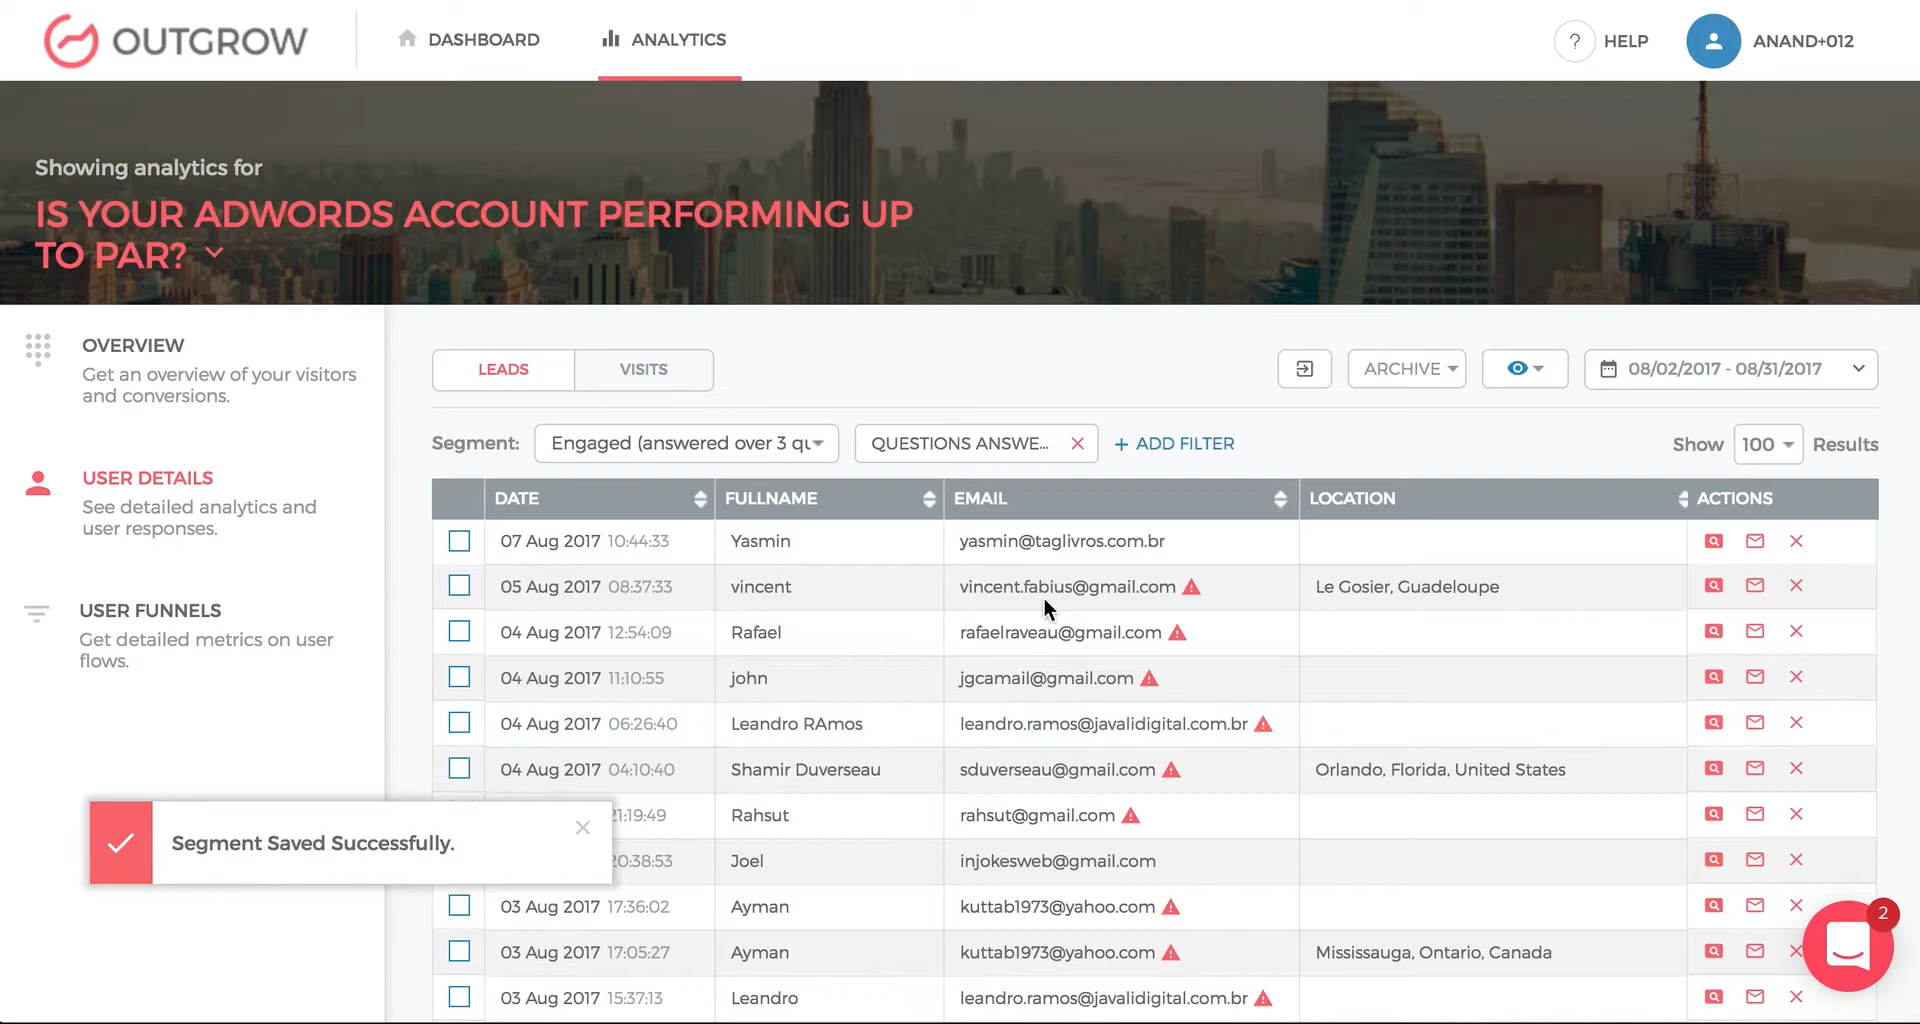 OUTGROW
DASHBOARD
ANALYTICS
? HELP
ANAND+012
Showing analytics for
IS YOUR ADWORDS ACCOUNT PERFORMING UP
TO PAR?
OVERVIEW
Get an overview of your visitors
and conversions.
USER DETAILS
See detailed analytics and
user responses.
USER FUNNELS
Get detailed metrics on user
flows.
LEADS
VISITS
ARCHIVE
08/02/2017 - 08/31/2017
Segment:
Engaged (answered over 3 qu
QUESTIONS ANSWE...
+ ADD FILTER
Show 100 Results
DATE FULLNAME EMAIL LOCATION ACTIONS
07 Aug 2017 10:44:33 Yasmin yasmin@taglivros.com.br
05 Aug 2017 08:37:33 vincent vincent.fabius@gmail.com Le Gosier, Guadeloupe
04 Aug 2017 12:54:09 Rafael rafaelraveau@gmail.com
04 Aug 2017 11:10:55 john jgcamail@gmail.com
04 Aug 2017 06:26:40 Leandro RAmos leandro.ramos@javalidigital.com.br
04 Aug 2017 04:10:40 Shamir Duverseau sduverseau@gmail.com Orlando, Florida, United States
21:19:49 Rahsut rahsut@gmail.com
20:38:53 Joel injokesweb@gmail.com
03 Aug 2017 17:36:02 Ayman kuttab1973@yahoo.com
03 Aug 2017 17:05:27 Ayman kuttab1973@yahoo.com Mississauga, Ontario, Canada
03 Aug 2017 15:37:13 Leandro leandro.ramos@javalidigital.com.br
Segment Saved Successfully.
2